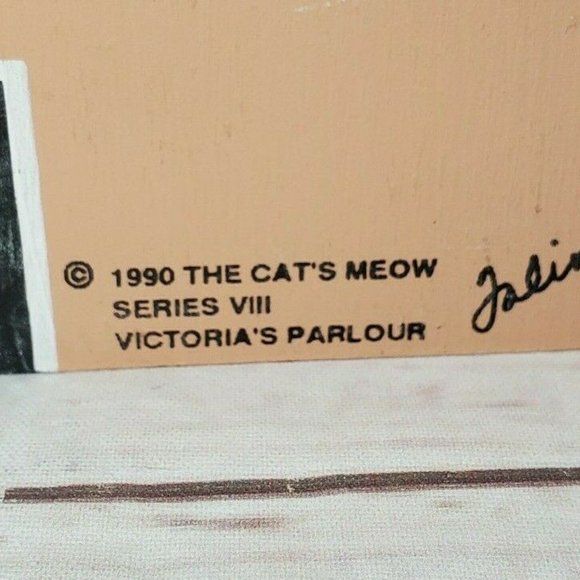 © 1990 THE CAT'S MEOW
SERIES VIII
VICTORIA'S PARLOUR